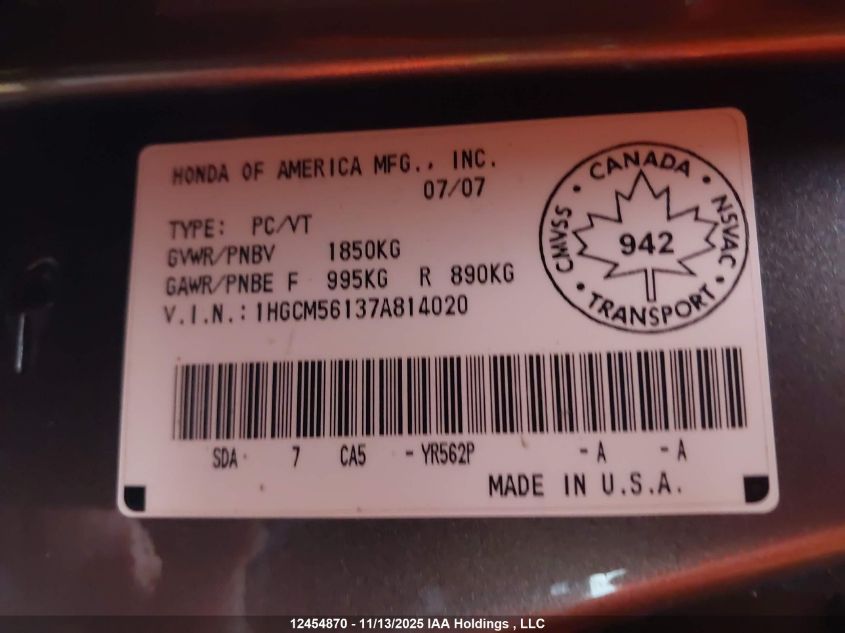 HONDA OF AMERICA MFG., INC.
07/07
TYPE: PC/VT
GVWR/PNBV 1850KG
GAWR/PNBE F 995KG R 890KG
V.I.N.: 1HGCM56137A814020
CANADA
CMVSS
NSVAC
942
TRANSPORT
SDA 7 CA5 - YR562P - A - A
MADE IN U.S.A.
12454870 - 11/13/2025 IAA Holdings , LLC